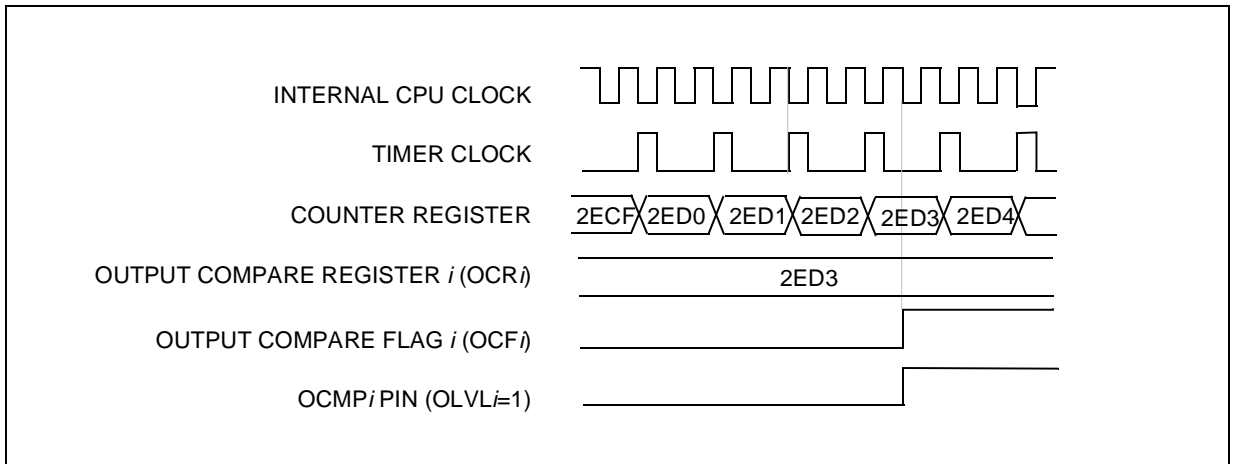 INTERNAL CPU CLOCK
TIMER CLOCK
COUNTER REGISTER
2ECF 2ED0 2ED1 2ED2 2ED3 2ED4
OUTPUT COMPARE REGISTER i (OCRi)
2ED3
OUTPUT COMPARE FLAG i (OCFi)
OCMPi PIN (OLVLi=1)